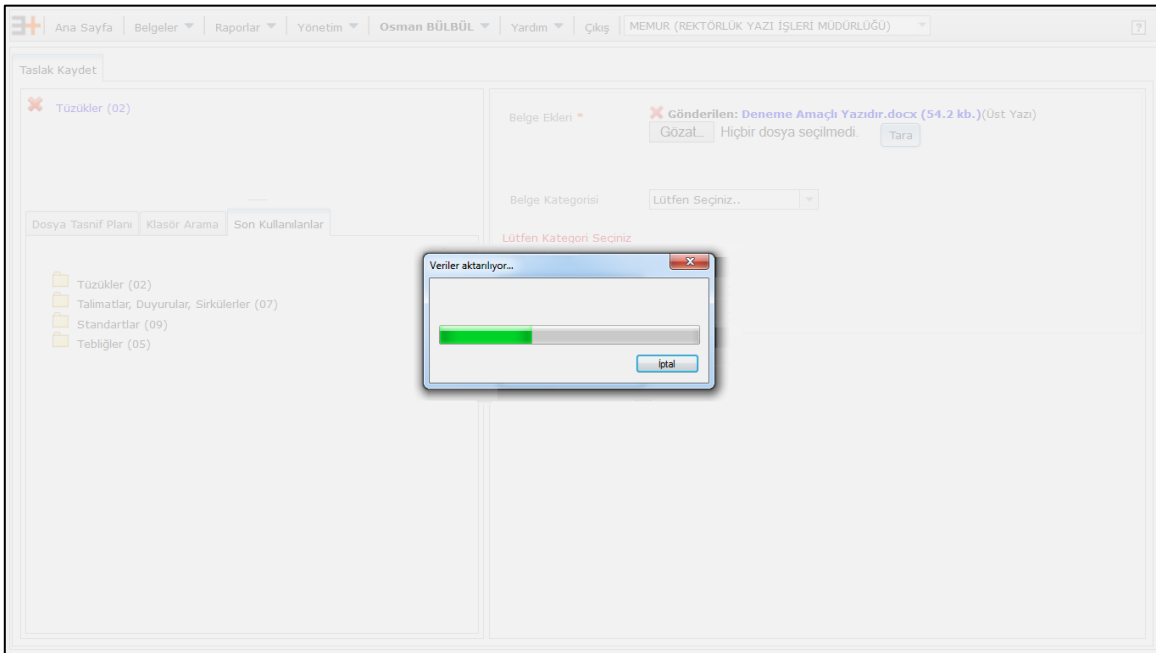 Ana Sayfa Belgeler Raporlar Yönetim Osman BÜLBÜL Yardım Çıkış MEMUR (REKTÖRLÜK YAZI İŞLERİ MÜDÜRLÜĞÜ) ?
Taslak Kaydet
Tüzükler (02)
Belge Ekleri * Gönderilen: Deneme Amaçlı Yazıdır.docx (54.2 kb.)(Üst Yazı)
Gözat... Hiçbir dosya seçilmedi. Tara
Belge Kategorisi Lütfen Seçiniz..
Lütfen Kategori Seçiniz
Dosya Tasnif Planı Klasör Arama Son Kullanılanlar
Tüzükler (02)
Talimatlar, Duyurular, Sirkülerler (07)
Standartlar (09)
Tebliğler (05)
Veriler aktarılıyor...
İptal